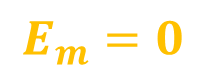 E_m = 0